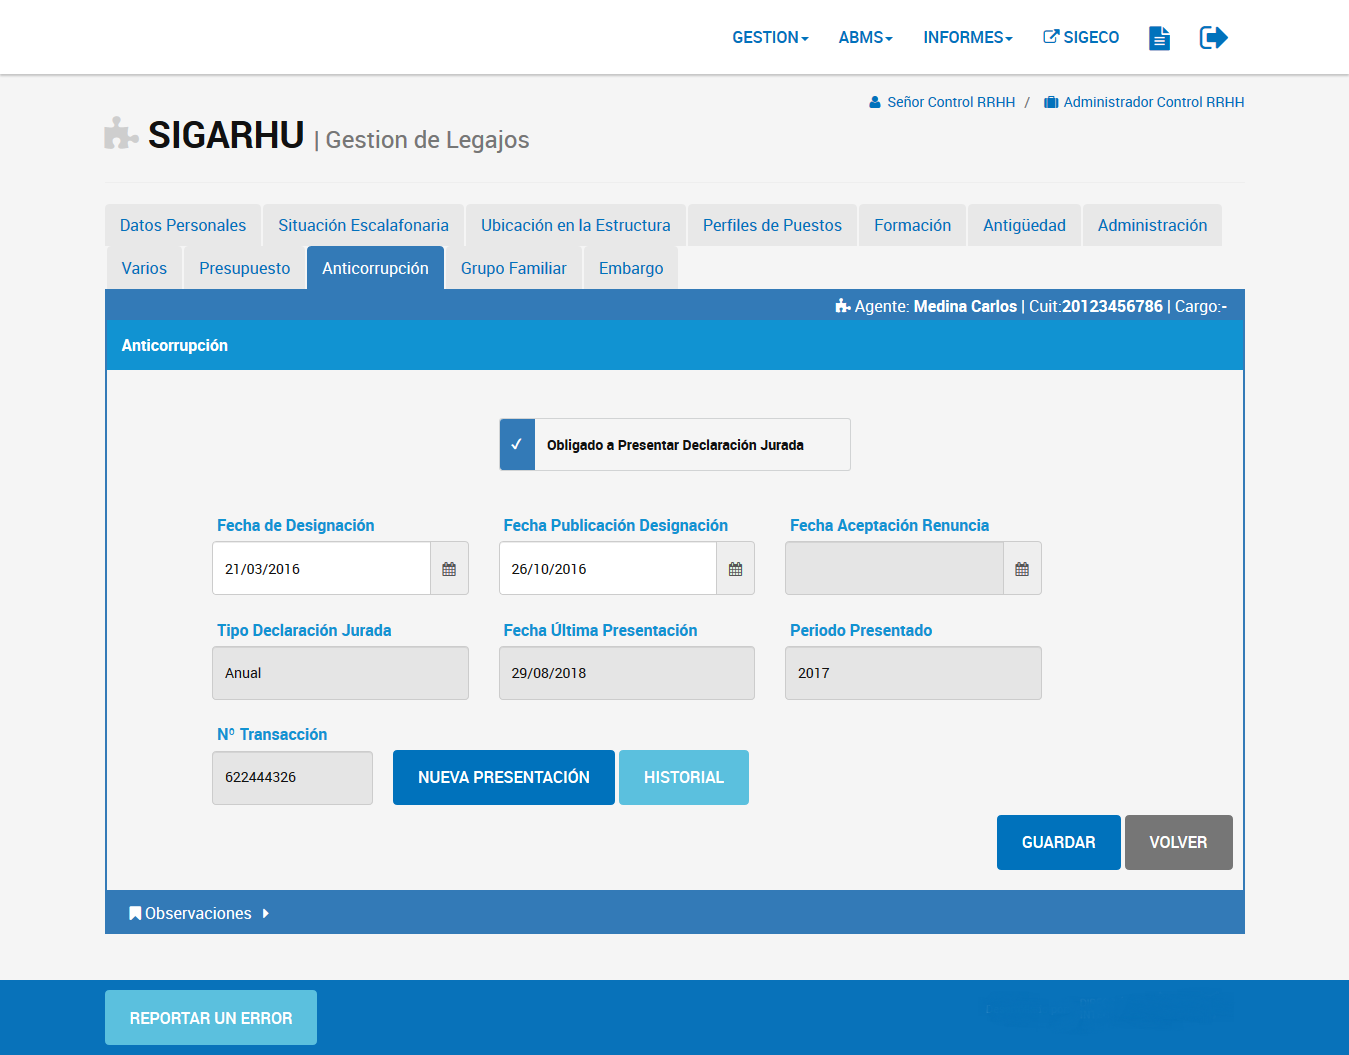 GESTION ABMS INFORMES SIGECO
Señor Control RRHH / Administrador Control RRHH
SIGARHU | Gestion de Legajos
Datos Personales Situación Escalafonaria Ubicación en la Estructura Perfiles de Puestos Formación Antigüedad Administración
Varios Presupuesto Anticorrupción Grupo Familiar Embargo
Agente: Medina Carlos | Cuit:20123456786 | Cargo:-
Anticorrupción
Obligado a Presentar Declaración Jurada
Fecha de Designación Fecha Publicación Designación Fecha Aceptación Renuncia
21/03/2016 26/10/2016
Tipo Declaración Jurada Fecha Última Presentación Periodo Presentado
Anual 29/08/2018 2017
Nº Transacción
622444326 NUEVA PRESENTACIÓN HISTORIAL
GUARDAR VOLVER
Observaciones
REPORTAR UN ERROR